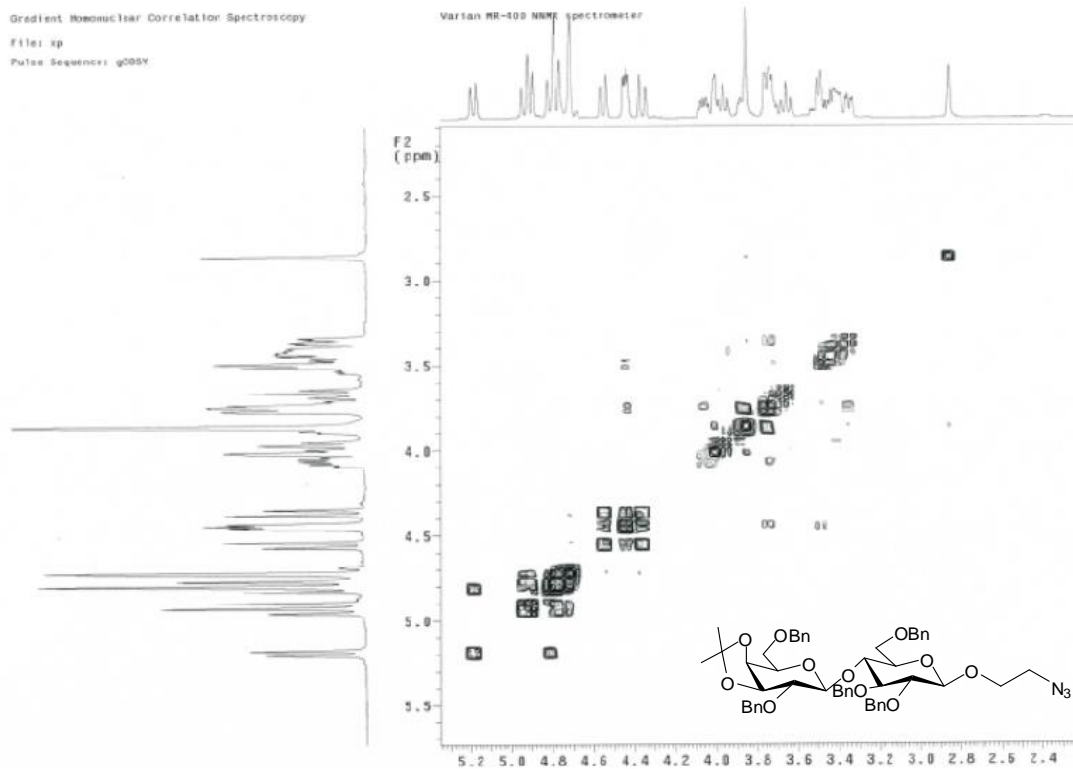 Gradient Homonuclear Correlation Spectroscopy
Varian MR-400 NNMR spectrometer
File: xp
Pulse Sequence: gCOSY
F2
(ppm)
2.5
3.0
3.5
4.0
4.5
5.0
5.5
OBn
OBn
O
O
O
O
O
O
BnO
BnO
O
N3
OBn
OBn
5.2 5.0 4.8 4.6 4.4 4.2 4.0 3.8 3.6 3.4 3.2 3.0 2.8 2.6 2.4